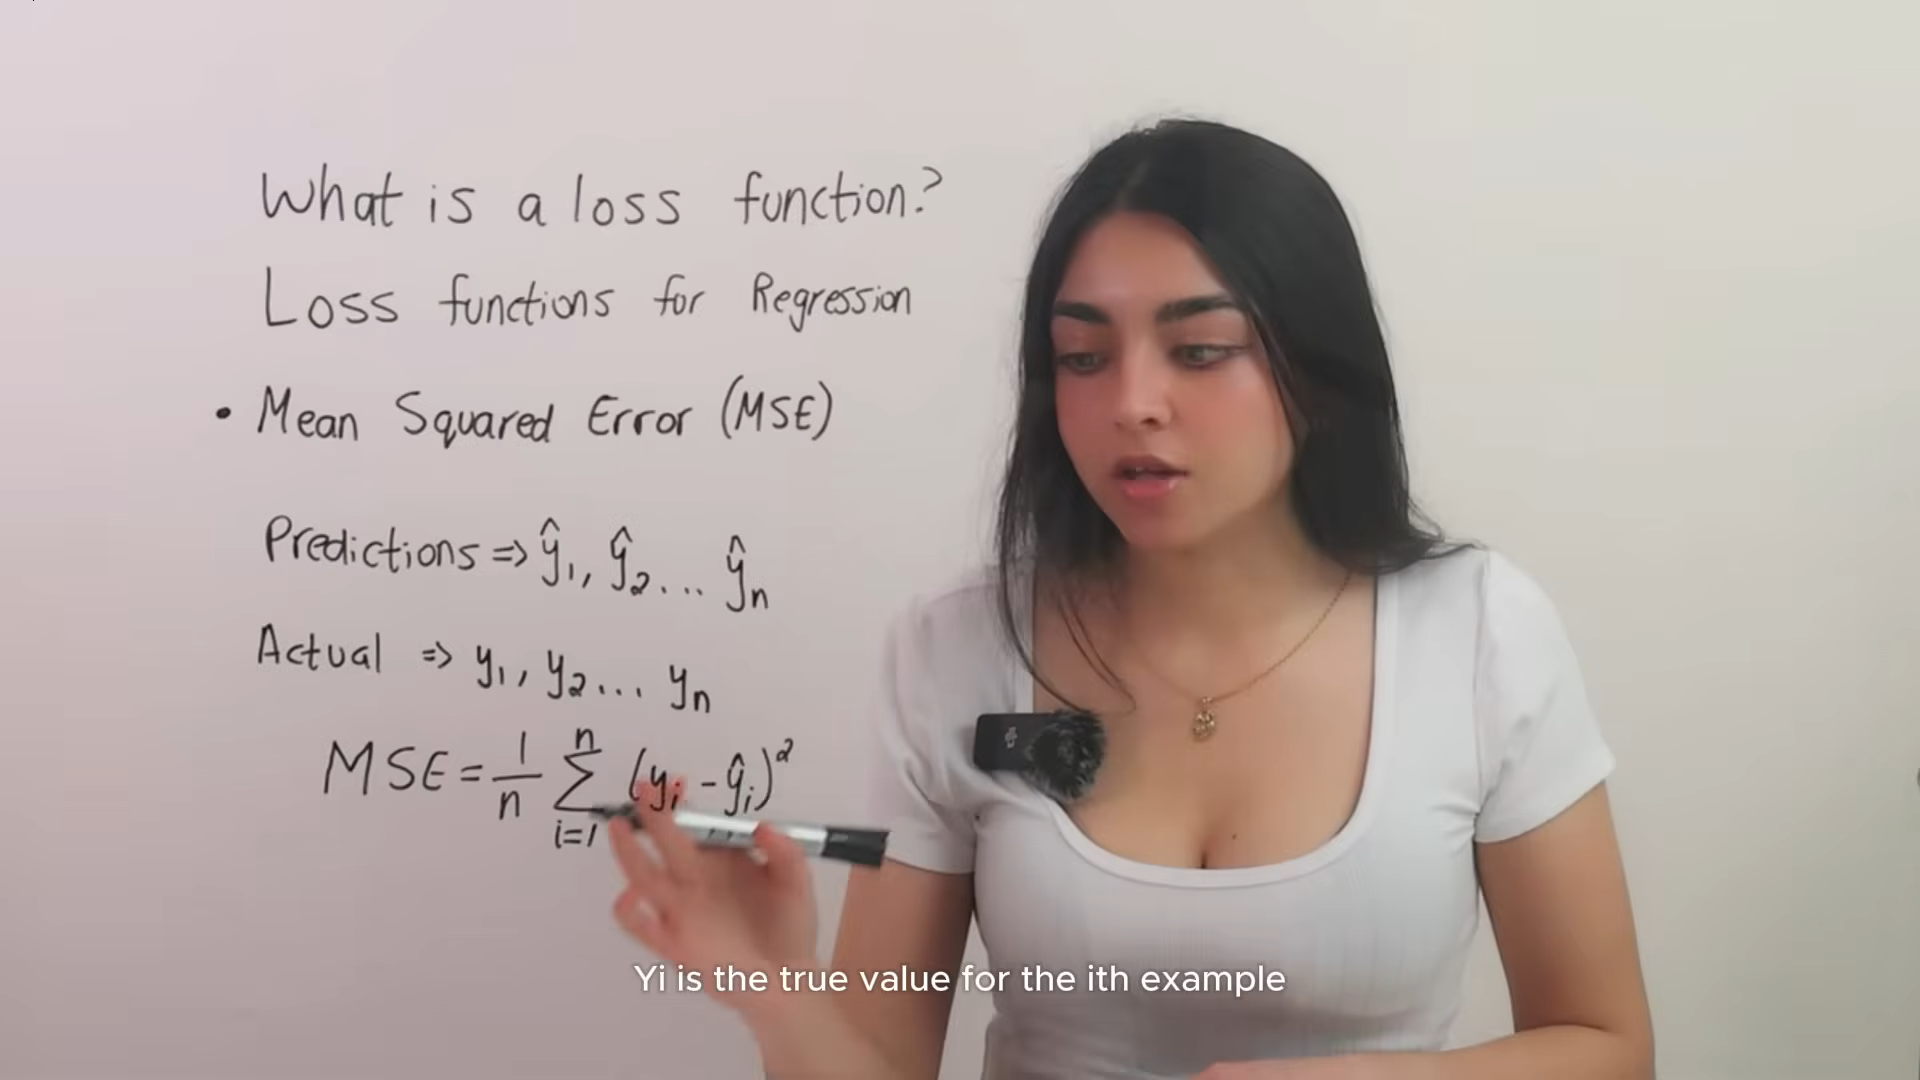 What is a loss function?
Loss functions for Regression
• Mean Squared Error (MSE)
Predictions => ŷ₁, ŷ₂... ŷₙ
Actual => y₁, y₂... yₙ
MSE = 1/n ∑ⁿᵢ₌₁ (yᵢ - ŷᵢ)²
Yi is the true value for the ith example